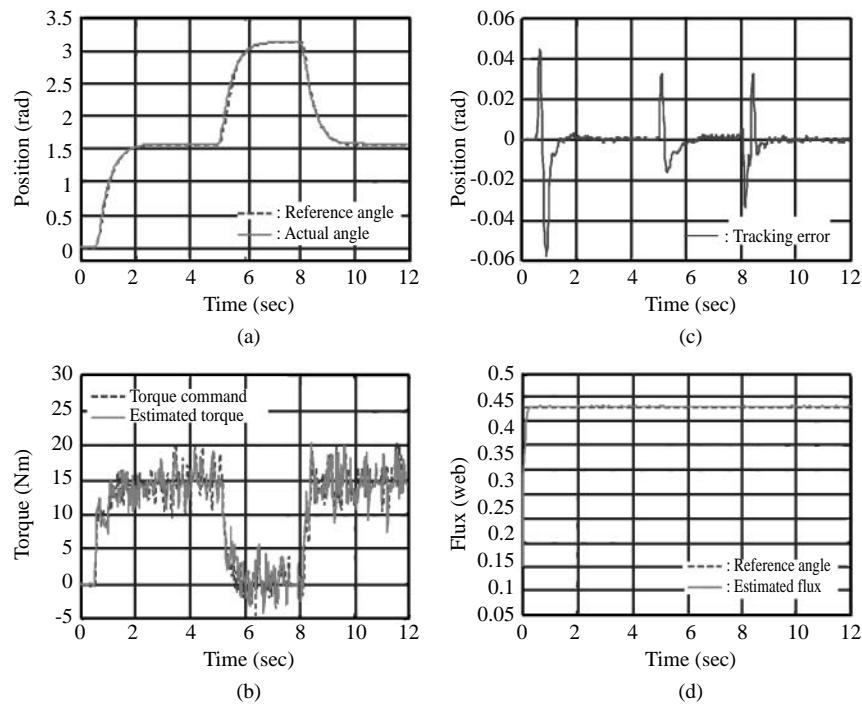 3.5
3
2.5
2
1.5
1
0.5
0
Position (rad)
: Reference angle
: Actual angle
0 2 4 6 8 10 12
Time (sec)
(a)
0.06
0.04
0.02
0
-0.02
-0.04
-0.06
Position (rad)
: Tracking error
0 2 4 6 8 10 12
Time (sec)
(c)
30
25
20
15
10
5
0
-5
Torque (Nm)
Torque command
Estimated torque
0 2 4 6 8 10 12
Time (sec)
(b)
0.5
0.45
0.4
0.35
0.3
0.25
0.2
0.15
0.1
0.05
Flux (web)
: Reference angle
: Estimated flux
0 2 4 6 8 10 12
Time (sec)
(d)